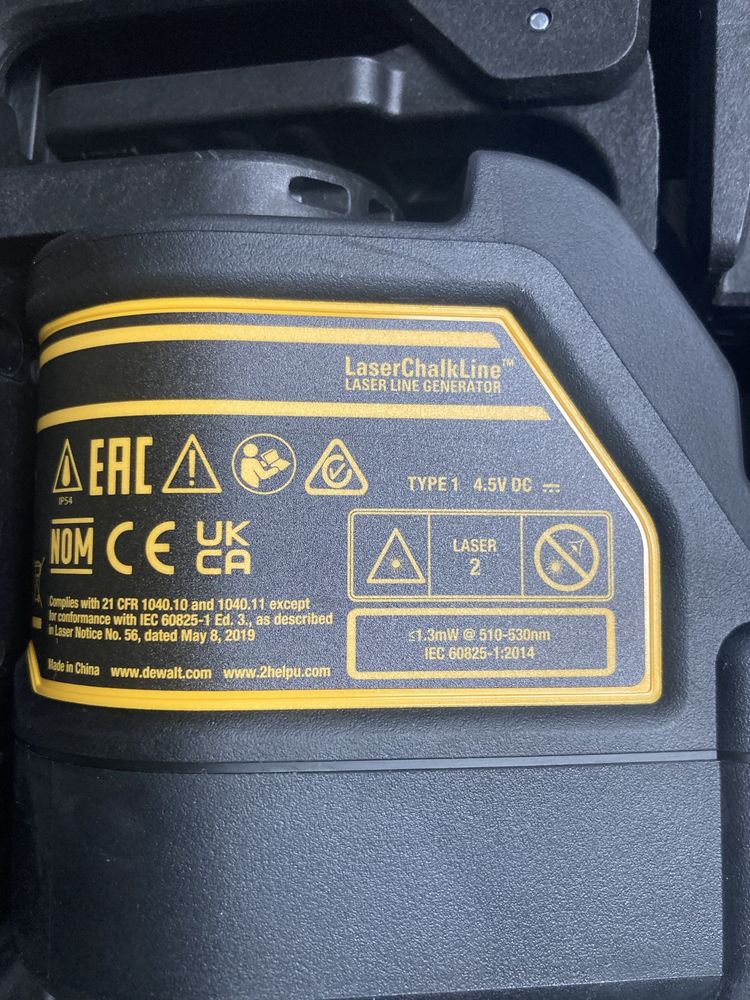 LaserChalkLine™
LASER LINE GENERATOR
IP54
EAC
TYPE 1 4.5V DC
NOM CE UK
CA
LASER
2
Complies with 21 CFR 1040.10 and 1040.11 except
for conformance with IEC 60825-1 Ed. 3., as described
in Laser Notice No. 56, dated May 8, 2019
≤1.3mW @ 510-530nm
IEC 60825-1:2014
Made in China www.dewalt.com www.2helpu.com